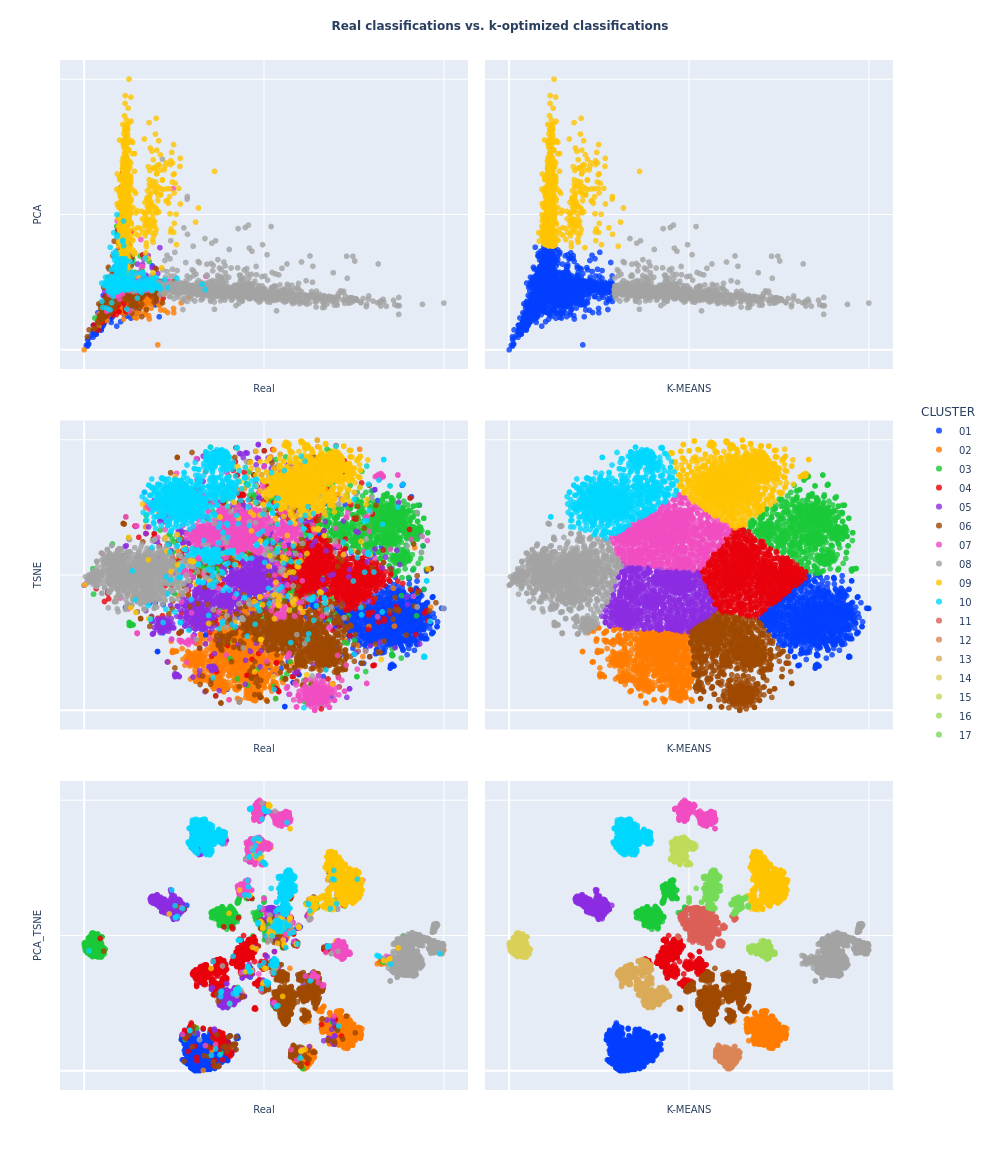 Real classifications vs. k-optimized classifications
PCA
Real
K-MEANS
TSNE
Real
K-MEANS
PCA_TSNE
Real
K-MEANS
CLUSTER
01
02
03
04
05
06
07
08
09
10
11
12
13
14
15
16
17